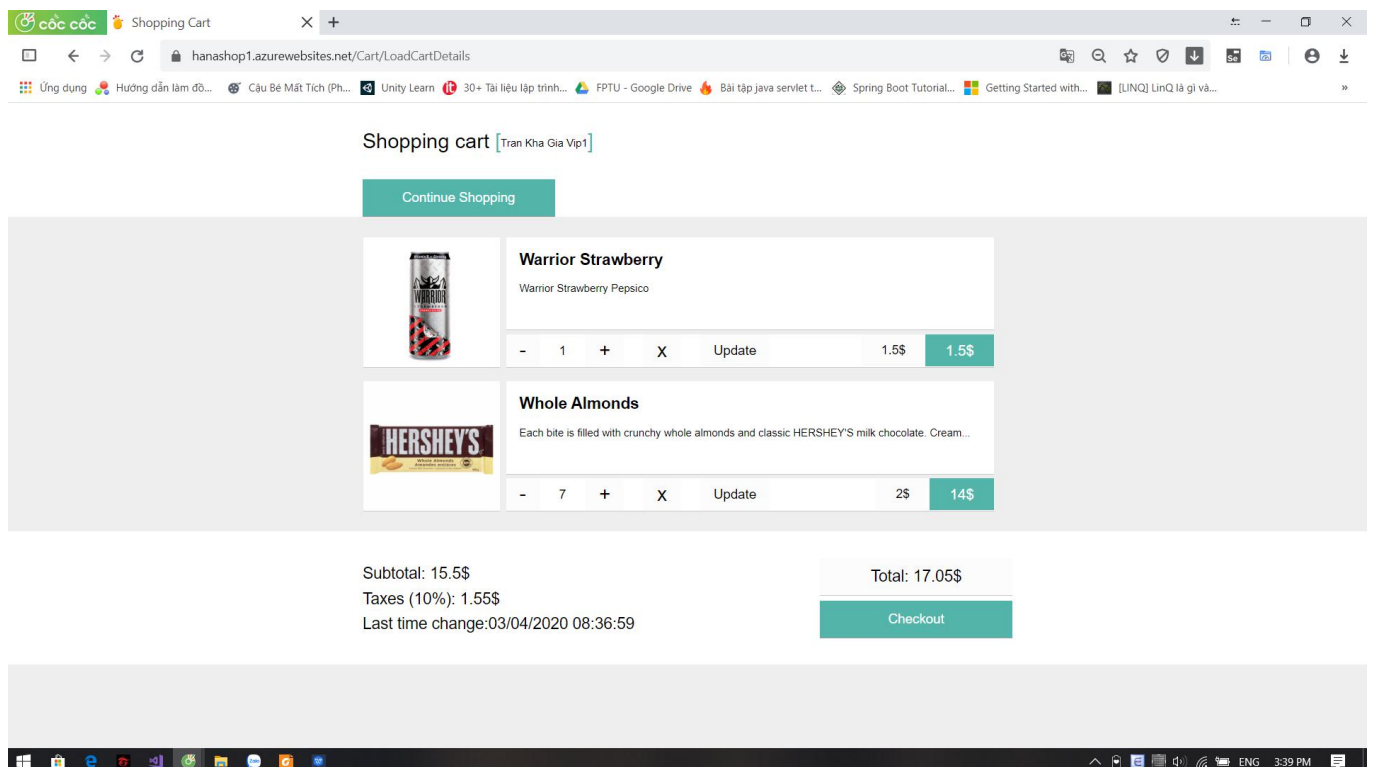 cốc cốc
Shopping Cart
hanashop1.azurewebsites.net/Cart/LoadCartDetails
Se
Ứng dụng
Hướng dẫn làm đồ...
Cậu Bé Mất Tích (Ph...
Unity Learn
30+ Tài liệu lập trình...
FPTU - Google Drive
Bài tập java servlet t...
Spring Boot Tutorial...
Getting Started with...
[LINQ] LinQ là gì và...
»
Shopping cart [Tran Kha Gia Vip1]
Continue Shopping
WARRIOR
Warrior Strawberry
Warrior Strawberry Pepsico
- 1 + X Update 1.5$ 1.5$
HERSHEY'S
Whole Almonds
Whole Almonds
Each bite is filled with crunchy whole almonds and classic HERSHEY'S milk chocolate. Cream...
- 7 + X Update 2$ 14$
Subtotal: 15.5$
Taxes (10%): 1.55$
Last time change:03/04/2020 08:36:59
Total: 17.05$
Checkout
ENG 3:39 PM